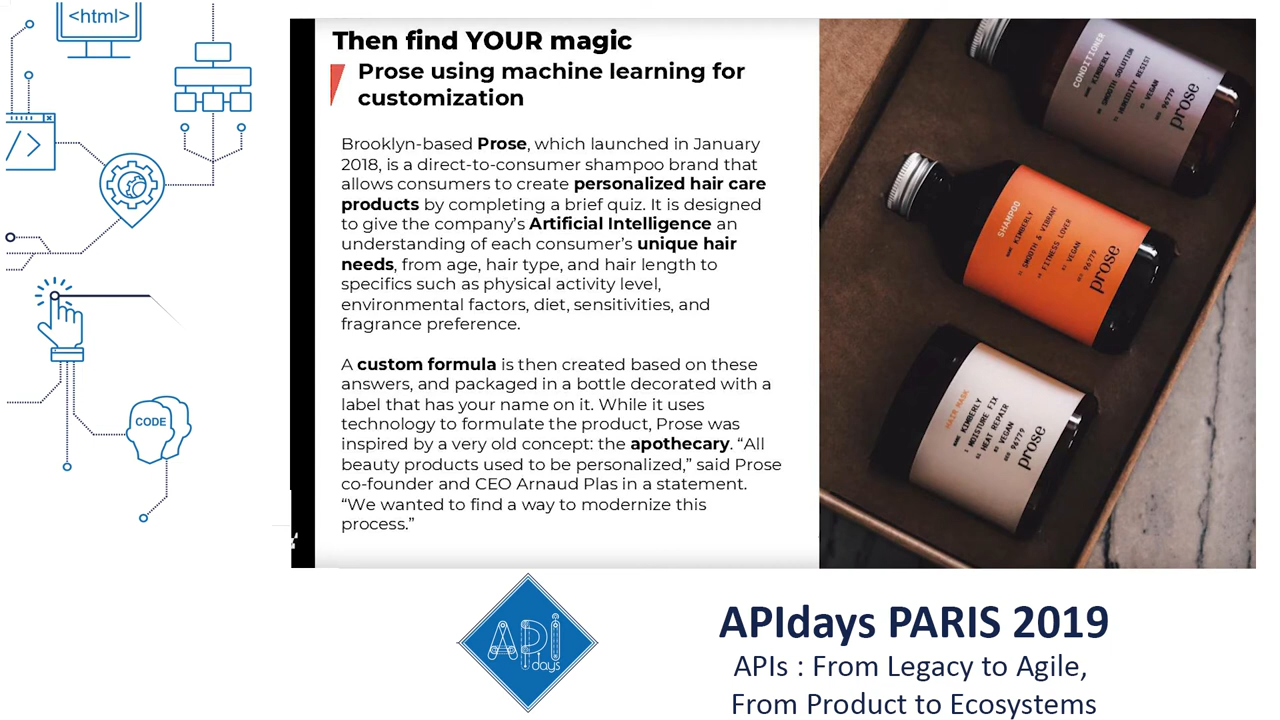 <html>
</>
CODE
Then find YOUR magic
Prose using machine learning for
customization
Brooklyn-based Prose, which launched in January
2018, is a direct-to-consumer shampoo brand that
allows consumers to create personalized hair care
products by completing a brief quiz. It is designed
to give the company’s Artificial Intelligence an
understanding of each consumer’s unique hair
needs, from age, hair type, and hair length to
specifics such as physical activity level,
environmental factors, diet, sensitivities, and
fragrance preference.
A custom formula is then created based on these
answers, and packaged in a bottle decorated with a
label that has your name on it. While it uses
technology to formulate the product, Prose was
inspired by a very old concept: the apothecary. “All
beauty products used to be personalized,” said Prose
co-founder and CEO Arnaud Plas in a statement.
“We wanted to find a way to modernize this
process.”
CONDITIONER
KIMBERLY
SMOOTH SOLUTION
HUMIDITY RESIST
VEGAN
96779
prose
SHAMPOO
KIMBERLY
SMOOTH & VIBRANT
FITNESS LOVER
VEGAN
96779
prose
HAIR MASK
KIMBERLY
MOISTURE FIX
HEAT REPAIR
VEGAN
96779
prose
API
days
APIdays PARIS 2019
APIs : From Legacy to Agile,
From Product to Ecosystems